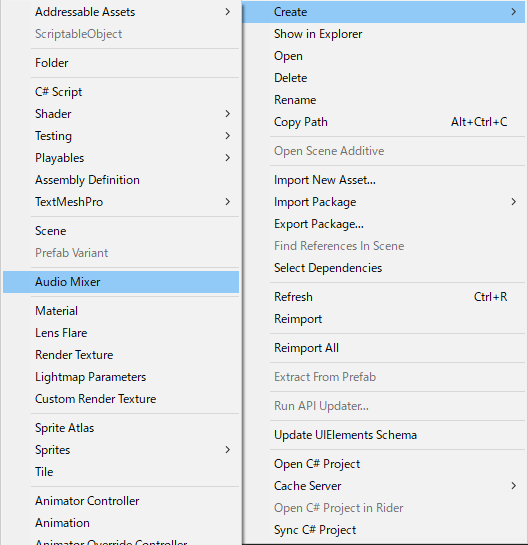 Addressable Assets
ScriptableObject
Folder
C# Script
Shader
Testing
Playables
Assembly Definition
TextMeshPro
Scene
Prefab Variant
Audio Mixer
Material
Lens Flare
Render Texture
Lightmap Parameters
Custom Render Texture
Sprite Atlas
Sprites
Tile
Animator Controller
Animation
Animator Override Controller
Create
Show in Explorer
Open
Delete
Rename
Copy Path Alt+Ctrl+C
Open Scene Additive
Import New Asset...
Import Package
Export Package...
Find References In Scene
Select Dependencies
Refresh Ctrl+R
Reimport
Reimport All
Extract From Prefab
Run API Updater...
Update UIElements Schema
Open C# Project
Cache Server
Open C# Project in Rider
Sync C# Project